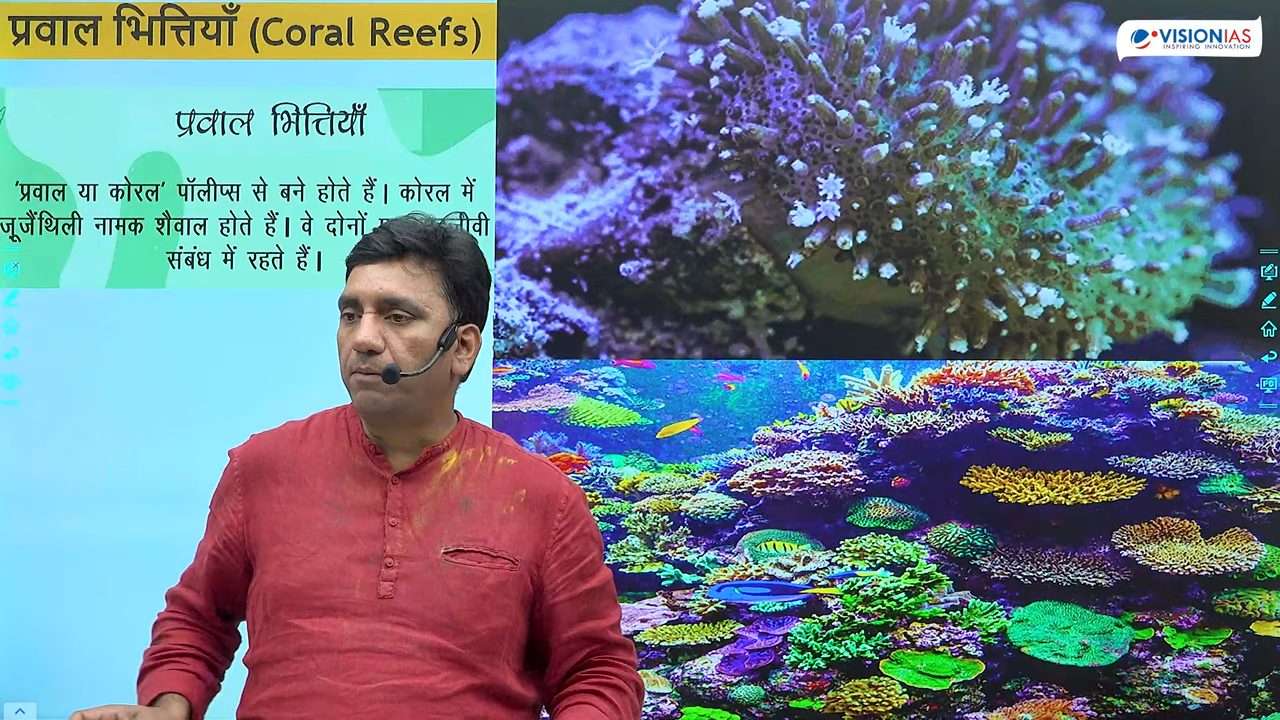 प्रवाल भित्तियाँ (Coral Reefs)
VISIONIAS
INSPIRING INNOVATION
प्रवाल भित्तियाँ
'प्रवाल या कोरल' पॉलीप्स से बने होते हैं। कोरल में
जूजैंथिली नामक शैवाल होते हैं। वे दोनों
संबंध में रहते हैं।